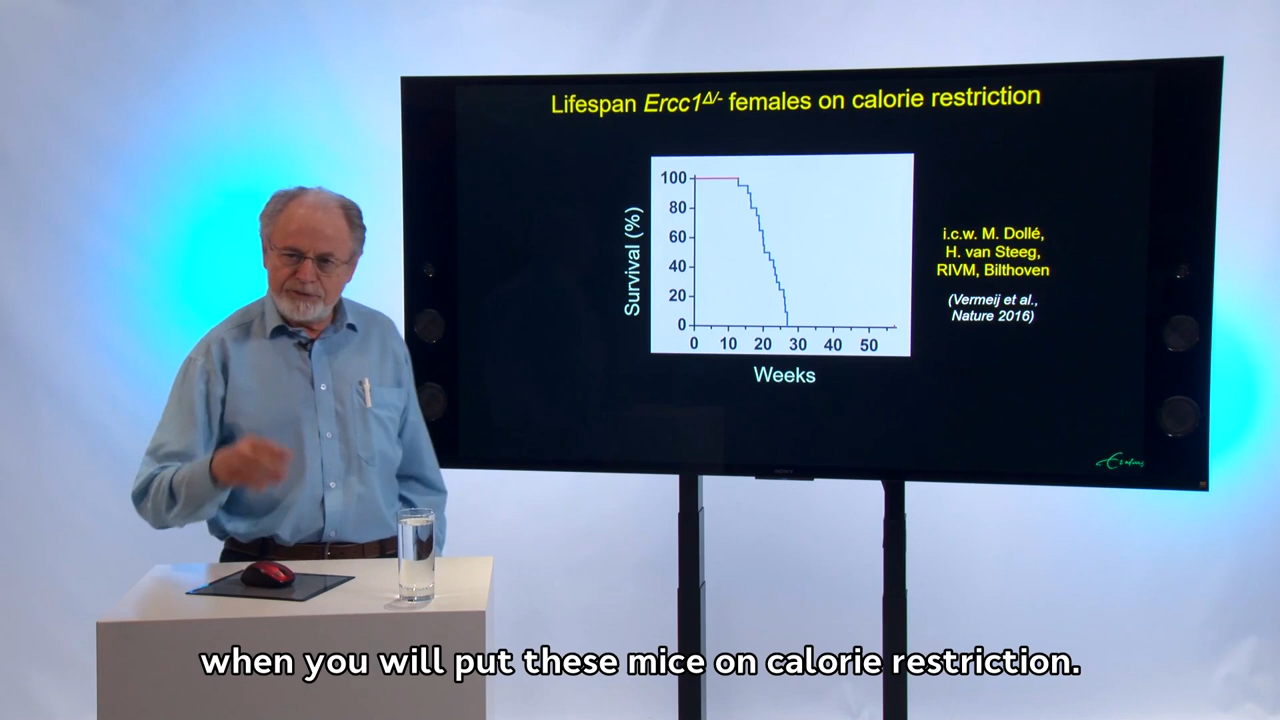 Lifespan Ercc1Δ/- females on calorie restriction
Survival (%)
100
80
60
40
20
0
0 10 20 30 40 50
Weeks
i.c.w. M. Dollé,
H. van Steeg,
RIVM, Bilthoven
(Vermeij et al.,
Nature 2016)
SONY
Erasmus
when you will put these mice on calorie restriction.